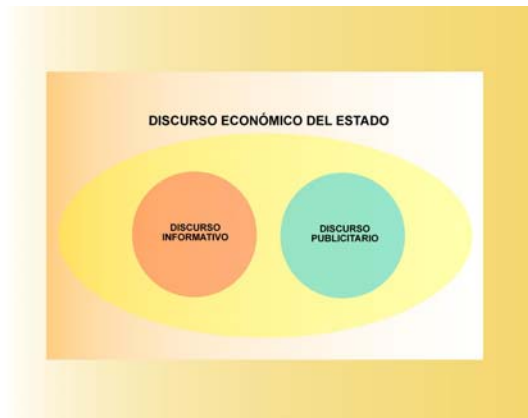 DISCURSO ECONÓMICO DEL ESTADO
DISCURSO
INFORMATIVO
DISCURSO
PUBLICITARIO